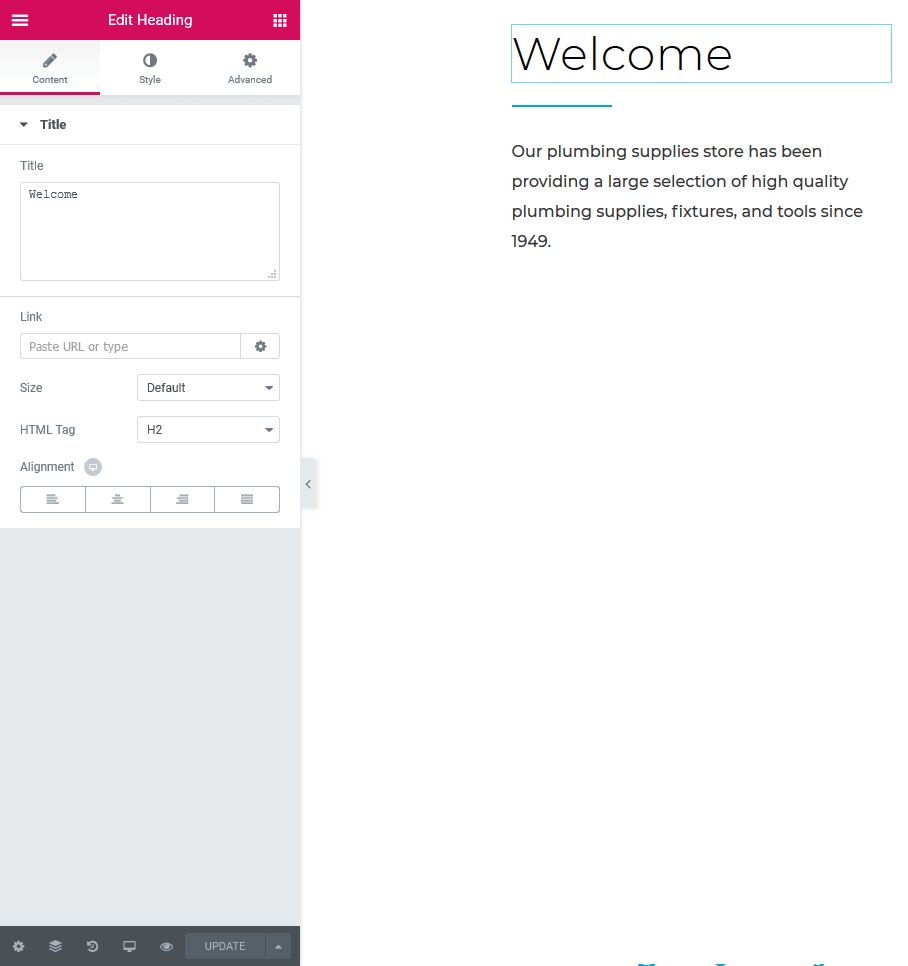 Edit Heading
Content
Style
Advanced
Title
Title
Welcome
Link
Paste URL or type
Size
Default
HTML Tag
H2
Alignment
UPDATE
Welcome
Our plumbing supplies store has been
providing a large selection of high quality
plumbing supplies, fixtures, and tools since
1949.